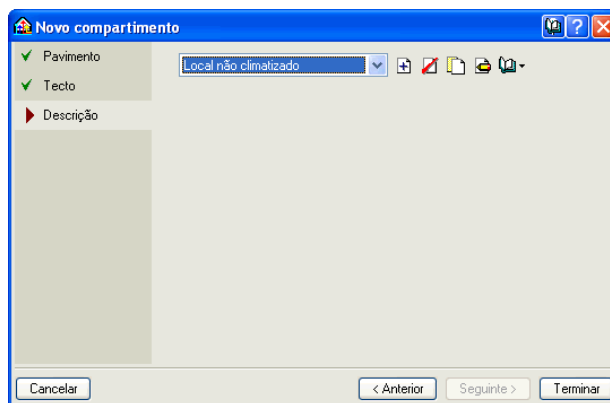 Novo compartimento
Pavimento
Local não climatizado
Tecto
Descrição
Cancelar
< Anterior
Seguinte >
Terminar